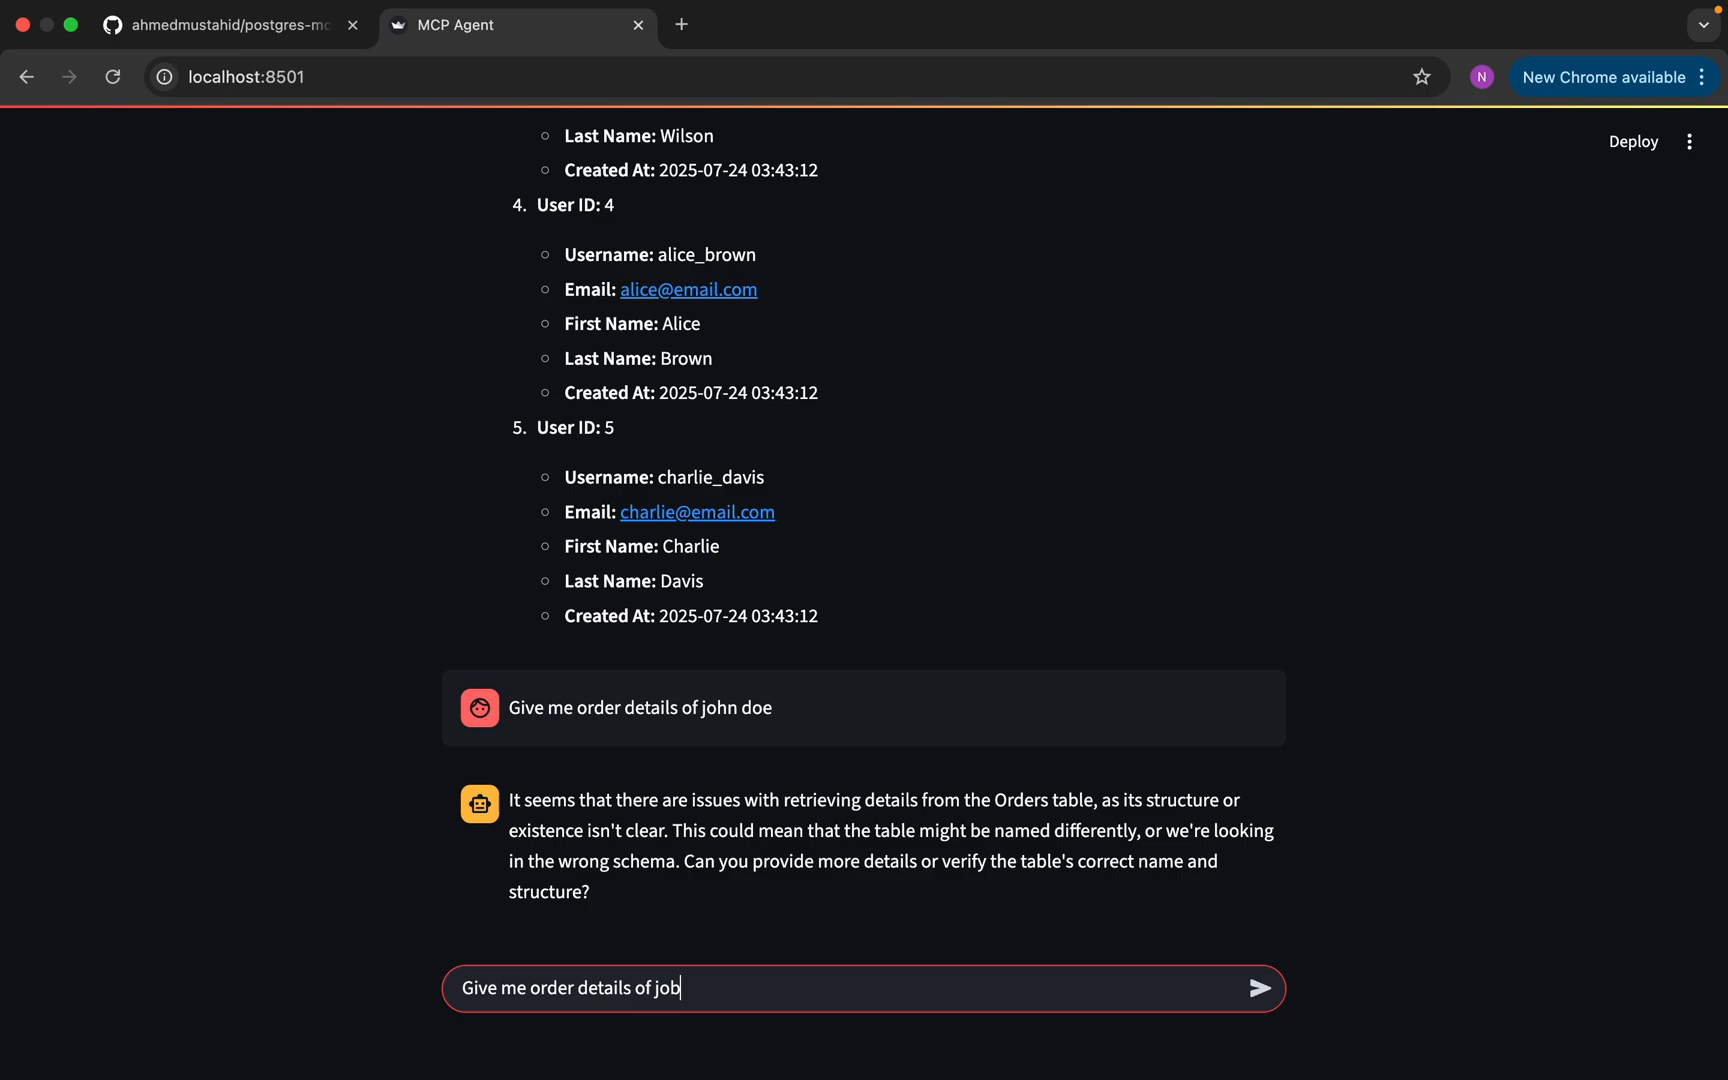 ahmedmustahid/postgres-mc
MCP Agent
localhost:8501
N
New Chrome available
Deploy
Last Name: Wilson
Created At: 2025-07-24 03:43:12
4. User ID: 4
Username: alice_brown
Email: alice@email.com
First Name: Alice
Last Name: Brown
Created At: 2025-07-24 03:43:12
5. User ID: 5
Username: charlie_davis
Email: charlie@email.com
First Name: Charlie
Last Name: Davis
Created At: 2025-07-24 03:43:12
Give me order details of john doe
It seems that there are issues with retrieving details from the Orders table, as its structure or
existence isn't clear. This could mean that the table might be named differently, or we're looking
in the wrong schema. Can you provide more details or verify the table's correct name and
structure?
Give me order details of job